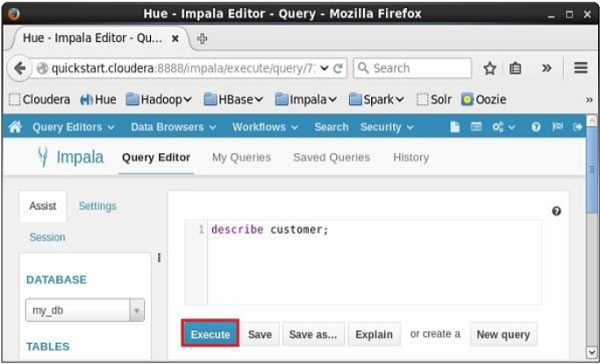 Hue - Impala Editor - Query - Mozilla Firefox
Hue - Impala Editor - Qu...
quickstart.cloudera:8888/impala/execute/query/7
Search
Cloudera Hue Hadoop HBase Impala Spark Solr Oozie
Query Editors Data Browsers Workflows Search Security
Impala Query Editor My Queries Saved Queries History
Assist Settings
Session
DATABASE
my_db
TABLES
1 describe customer;
Execute Save Save as... Explain or create a New query